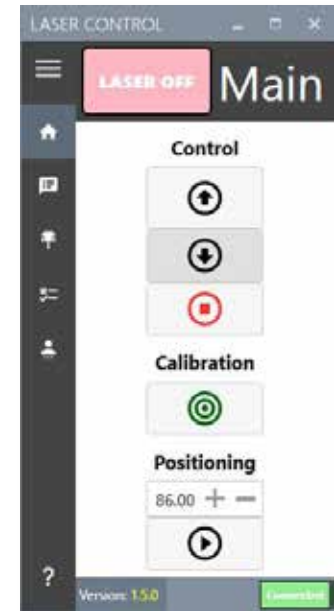 LASER CONTROL
LASER OFF
Main
Control
Calibration
Positioning
86.00
?
Version: 1.5.0
Connected